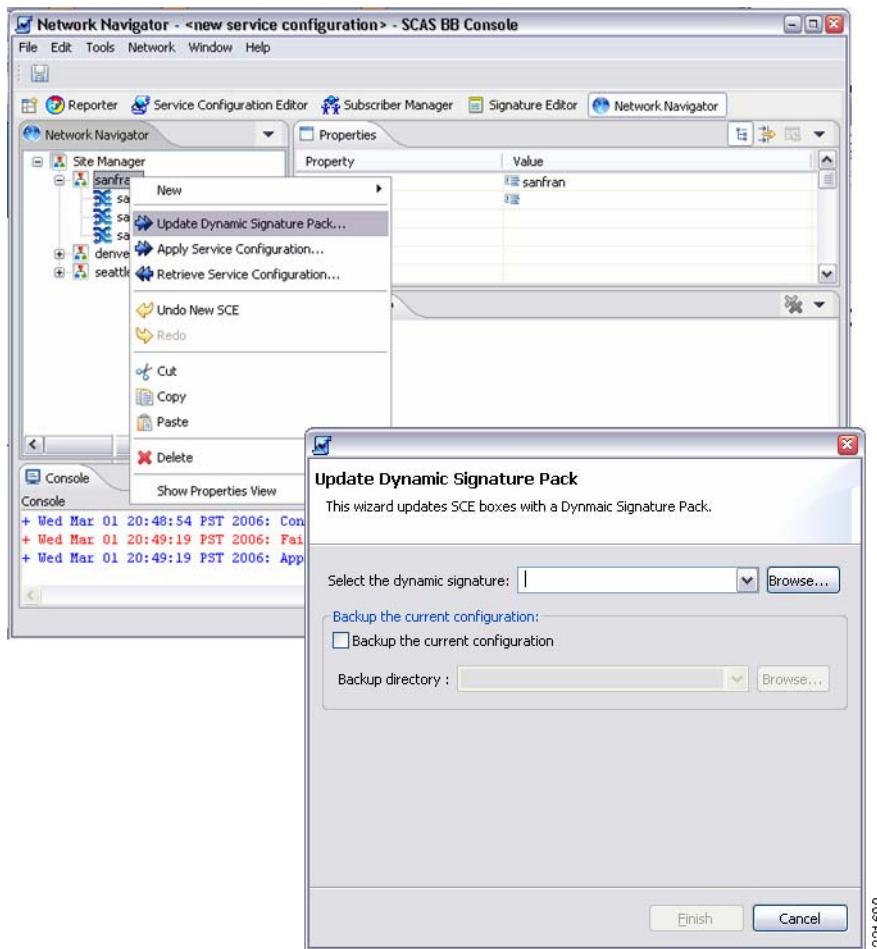 Network Navigator - <new service configuration> - SCAS BB Console
File Edit Tools Network Window Help
Reporter Service Configuration Editor Subscriber Manager Signature Editor Network Navigator
Network Navigator
Properties
Site Manager
Property Value
sanfran
New
Update Dynamic Signature Pack...
Apply Service Configuration...
Retrieve Service Configuration...
Undo New SCE
Redo
Cut
Copy
Paste
Delete
Show Properties View
Console
Console
+ Wed Mar 01 20:48:54 PST 2006: Con
+ Wed Mar 01 20:49:19 PST 2006: Fai
+ Wed Mar 01 20:49:19 PST 2006: App
Update Dynamic Signature Pack
This wizard updates SCE boxes with a Dynmaic Signature Pack.
Select the dynamic signature: Browse...
Backup the current configuration:
Backup the current configuration
Backup directory : Browse...
Finish Cancel